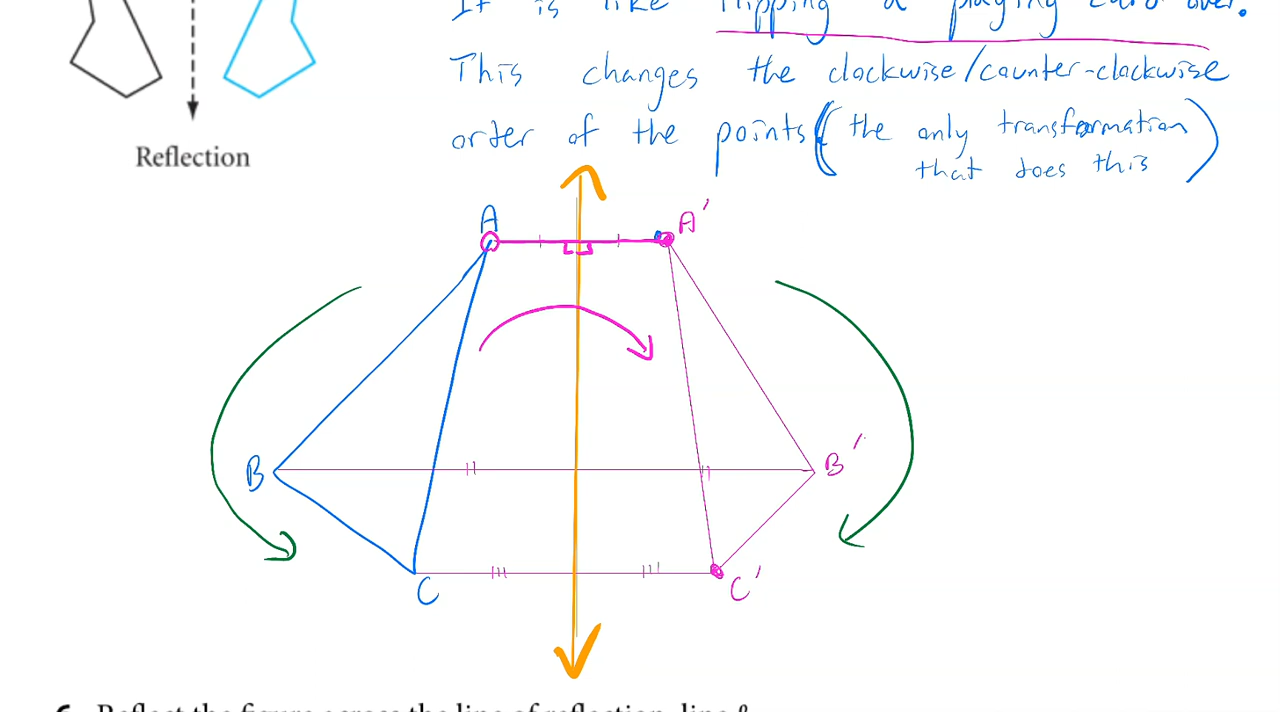 It is like flipping a playing card over.
This changes the clockwise/counter-clockwise
order of the points (the only transformation
that does this)
Reflection
A A'
B B'
C C'
6. Reflect the figure across the line of reflection, line ℓ